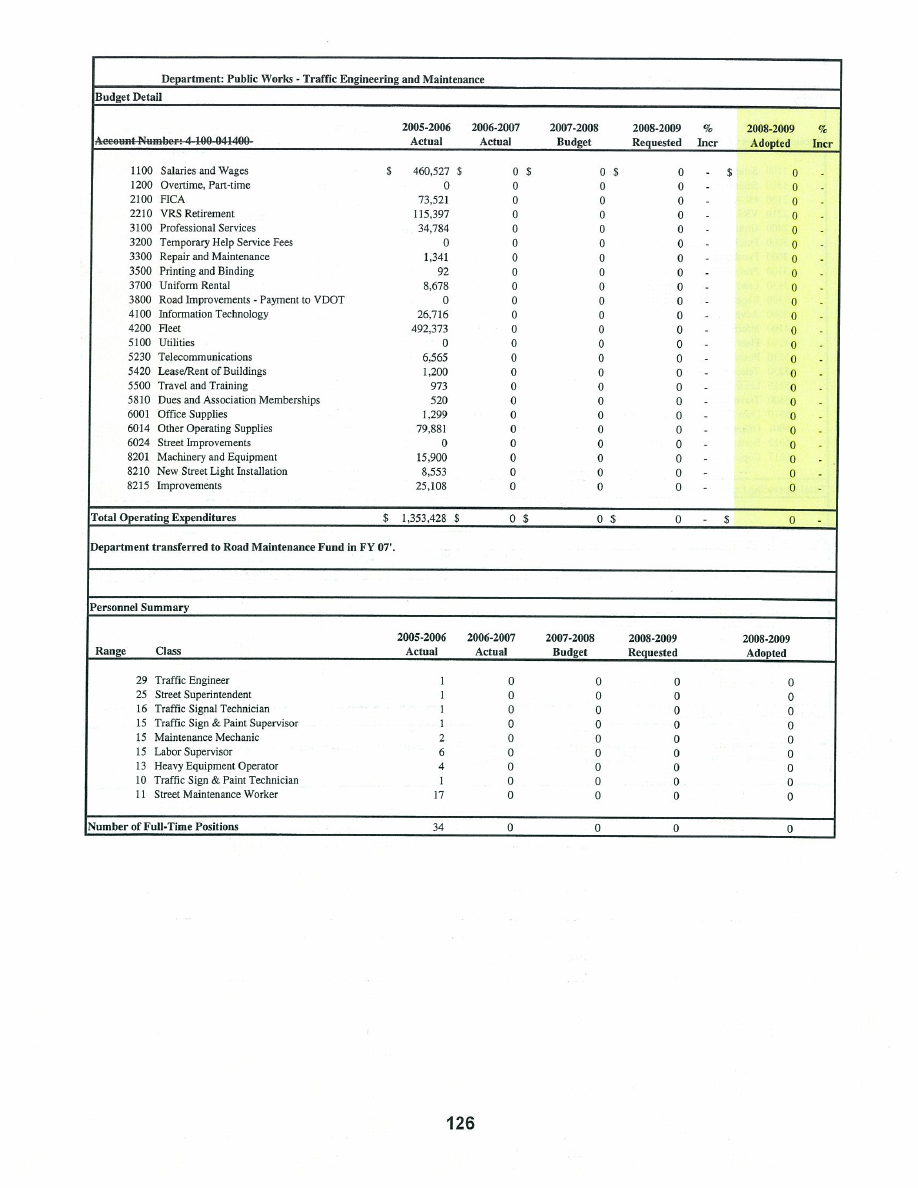 Department: Public Works - Traffic Engineering and Maintenance
Budget Detail
2005-2006 2006-2007 2007-2008 2008-2009 % 2008-2009 %
Account Number: 4-100-041400 Actual Actual Budget Requested Incr Adopted Incr
1100 Salaries and Wages $ 460,527 $ 0 $ 0 $ 0 - $ 0 -
1200 Overtime, Part-time 0 0 0 0 - 0 -
2100 FICA 73,521 0 0 0 - 0 -
2210 VRS Retirement 115,397 0 0 0 - 0 -
3100 Professional Services 34,784 0 0 0 - 0 -
3200 Temporary Help Service Fees 0 0 0 0 - 0 -
3300 Repair and Maintenance 1,341 0 0 0 - 0 -
3500 Printing and Binding 92 0 0 0 - 0 -
3700 Uniform Rental 8,678 0 0 0 - 0 -
3800 Road Improvements - Payment to VDOT 0 0 0 0 - 0 -
4100 Information Technology 26,716 0 0 0 - 0 -
4200 Fleet 492,373 0 0 0 - 0 -
5100 Utilities 0 0 0 0 - 0 -
5230 Telecommunications 6,565 0 0 0 - 0 -
5420 Lease/Rent of Buildings 1,200 0 0 0 - 0 -
5500 Travel and Training 973 0 0 0 - 0 -
5810 Dues and Association Memberships 520 0 0 0 - 0 -
6001 Office Supplies 1,299 0 0 0 - 0 -
6014 Other Operating Supplies 79,881 0 0 0 - 0 -
6024 Street Improvements 0 0 0 0 - 0 -
8201 Machinery and Equipment 15,900 0 0 0 - 0 -
8210 New Street Light Installation 8,553 0 0 0 - 0 -
8215 Improvements 25,108 0 0 0 - 0 -
Total Operating Expenditures $ 1,353,428 $ 0 $ 0 $ 0 - $ 0 -
Department transferred to Road Maintenance Fund in FY 07'.
Personnel Summary
2005-2006 2006-2007 2007-2008 2008-2009 2008-2009
Range Class Actual Actual Budget Requested Adopted
29 Traffic Engineer 1 0 0 0 0
25 Street Superintendent 1 0 0 0 0
16 Traffic Signal Technician 1 0 0 0 0
15 Traffic Sign & Paint Supervisor 1 0 0 0 0
15 Maintenance Mechanic 2 0 0 0 0
15 Labor Supervisor 6 0 0 0 0
13 Heavy Equipment Operator 4 0 0 0 0
10 Traffic Sign & Paint Technician 1 0 0 0 0
11 Street Maintenance Worker 17 0 0 0 0
Number of Full-Time Positions 34 0 0 0 0
126